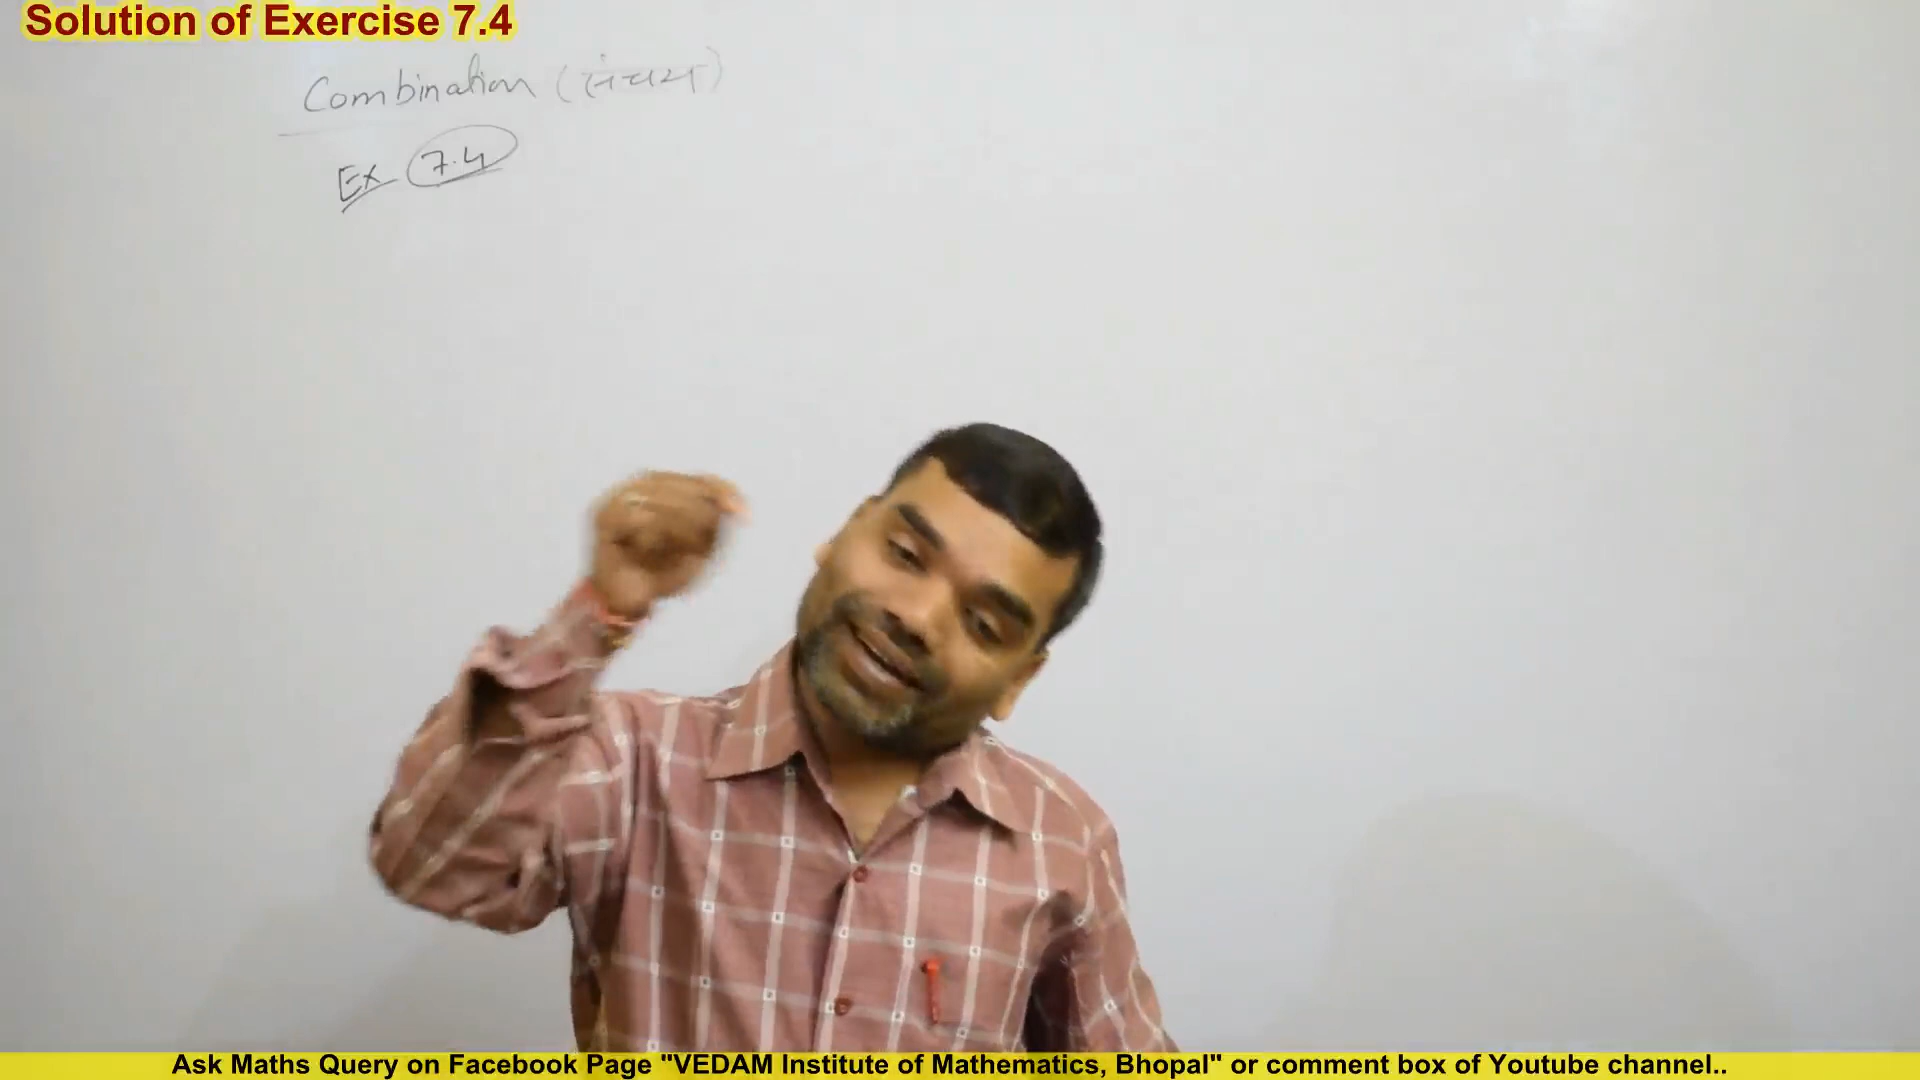 Solution of Exercise 7.4
Combination (संचय)
Ex 7.4
Ask Maths Query on Facebook Page "VEDAM Institute of Mathematics, Bhopal" or comment box of Youtube channel..